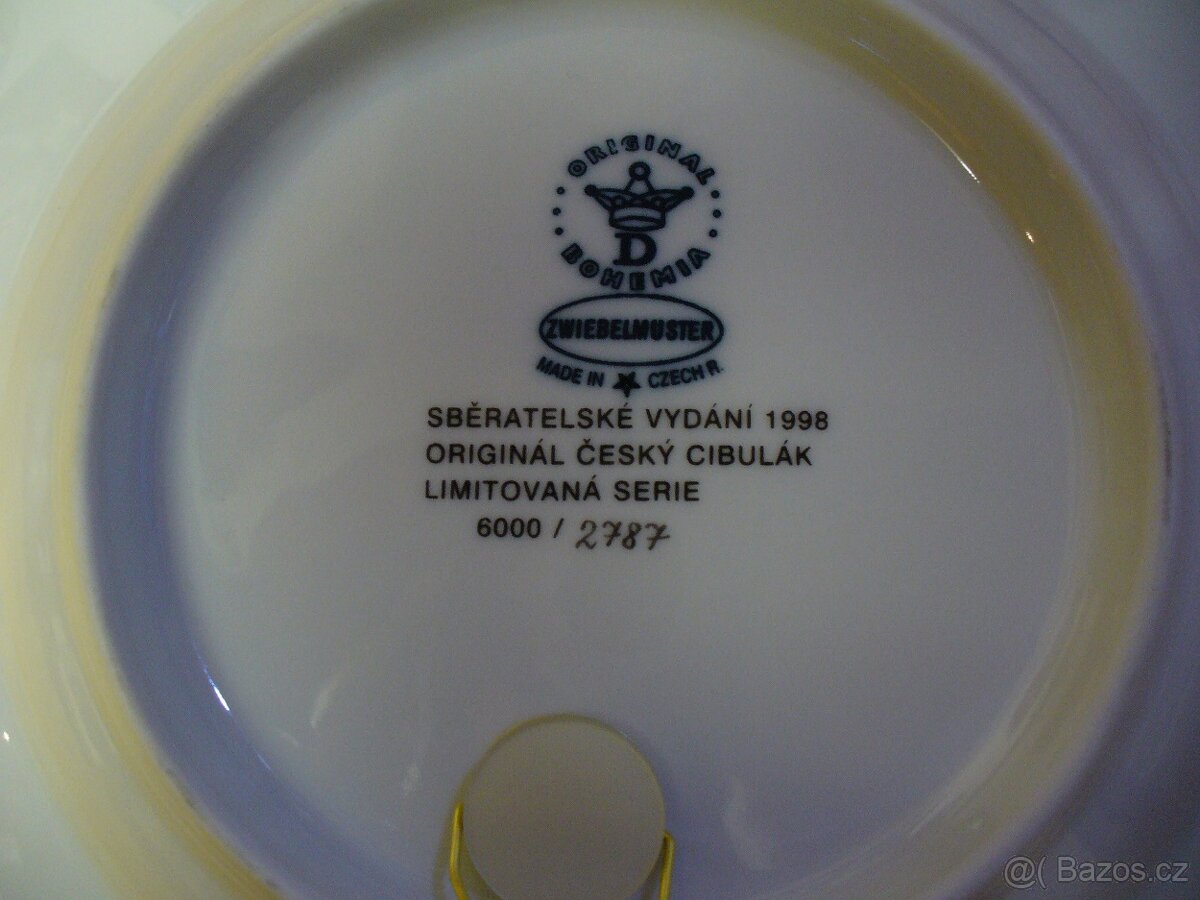 ORIGINAL
D
BOHEMIA
ZWIEBELMUSTER
MADE IN ★ CZECH R.
SBĚRATELSKÉ VYDÁNÍ 1998
ORIGINÁL ČESKÝ CIBULÁK
LIMITOVANÁ SERIE
6000 / 2787
@( Bazos.cz